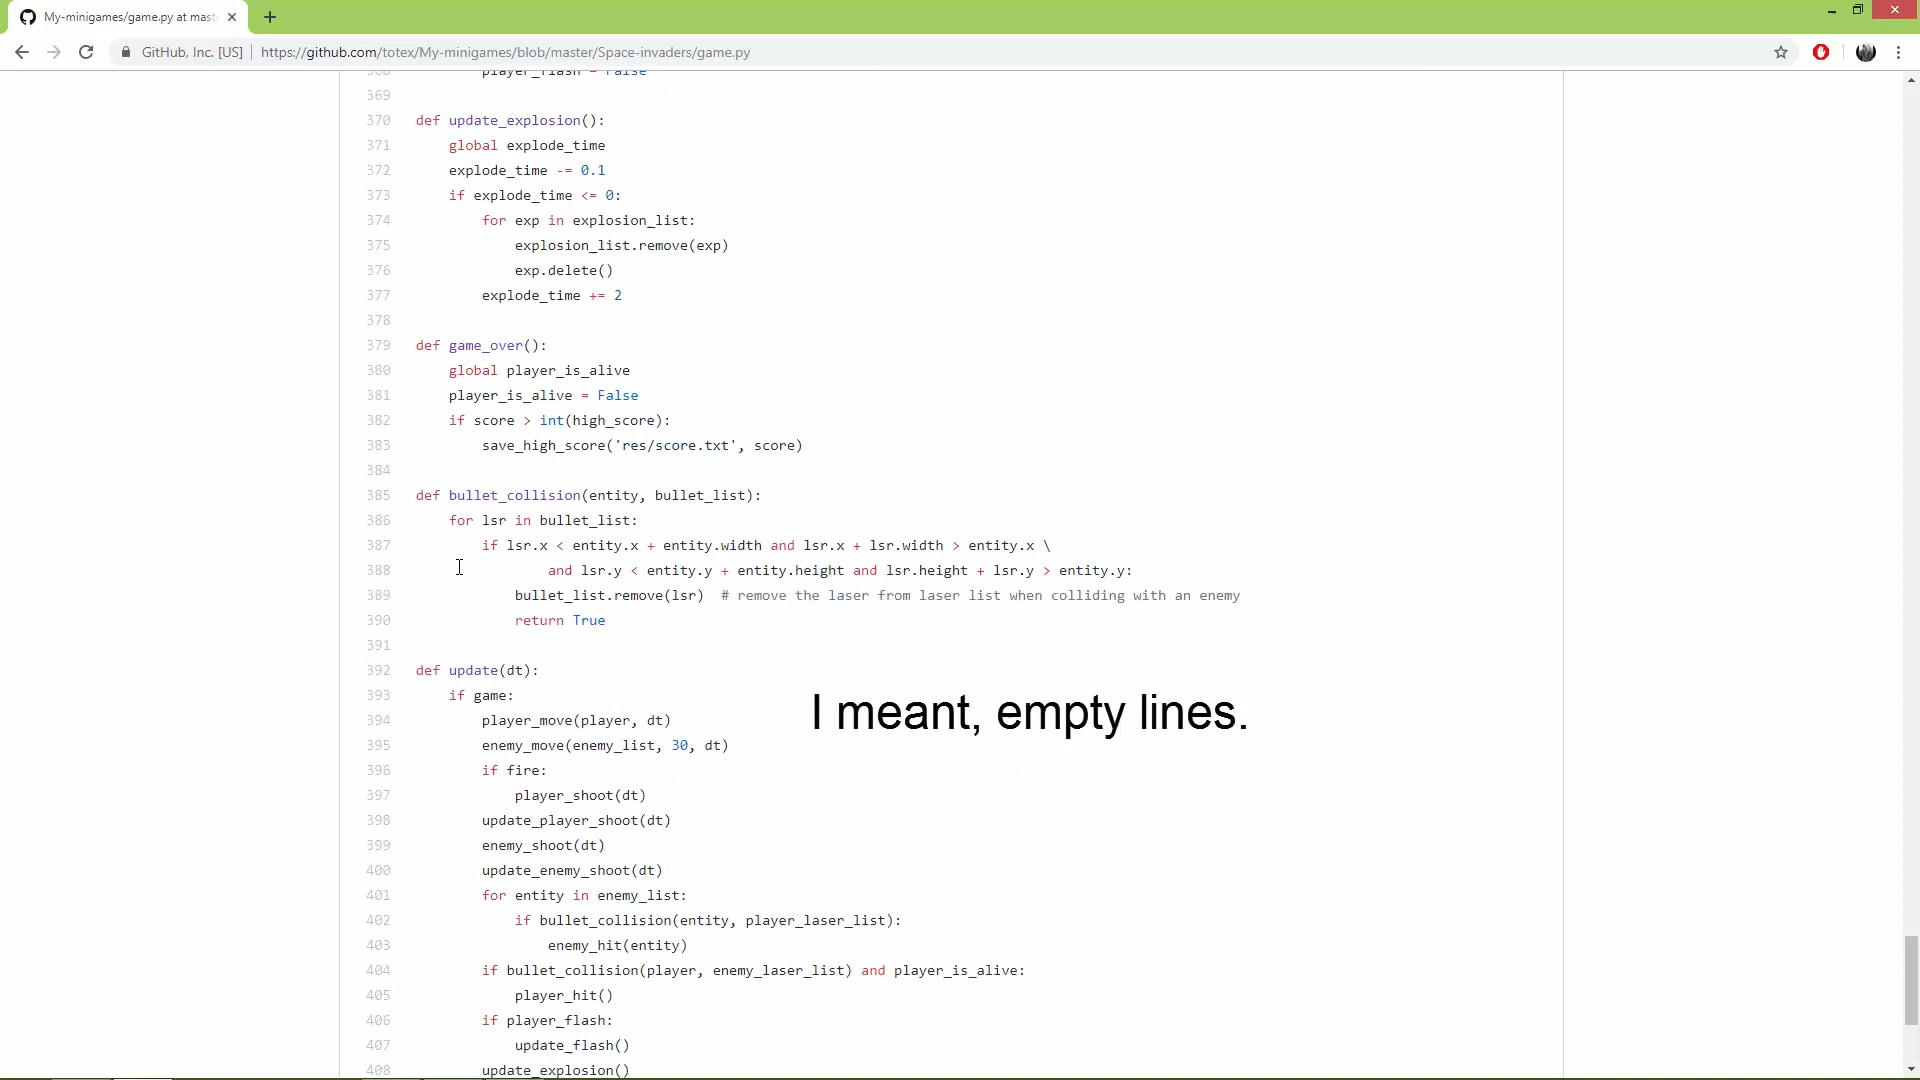 My-minigames/game.py at mast
GitHub, Inc. [US] https://github.com/totex/My-minigames/blob/master/Space-invaders/game.py
368 player_flash = False
369
370 def update_explosion():
371 global explode_time
372 explode_time -= 0.1
373 if explode_time <= 0:
374 for exp in explosion_list:
375 explosion_list.remove(exp)
376 exp.delete()
377 explode_time += 2
378
379 def game_over():
380 global player_is_alive
381 player_is_alive = False
382 if score > int(high_score):
383 save_high_score('res/score.txt', score)
384
385 def bullet_collision(entity, bullet_list):
386 for lsr in bullet_list:
387 if lsr.x < entity.x + entity.width and lsr.x + lsr.width > entity.x \
388 and lsr.y < entity.y + entity.height and lsr.height + lsr.y > entity.y:
389 bullet_list.remove(lsr)  # remove the laser from laser list when colliding with an enemy
390 return True
391
392 def update(dt):
393 if game:
I meant, empty lines.
394 player_move(player, dt)
395 enemy_move(enemy_list, 30, dt)
396 if fire:
397 player_shoot(dt)
398 update_player_shoot(dt)
399 enemy_shoot(dt)
400 update_enemy_shoot(dt)
401 for entity in enemy_list:
402 if bullet_collision(entity, player_laser_list):
403 enemy_hit(entity)
404 if bullet_collision(player, enemy_laser_list) and player_is_alive:
405 player_hit()
406 if player_flash:
407 update_flash()
408 update_explosion()